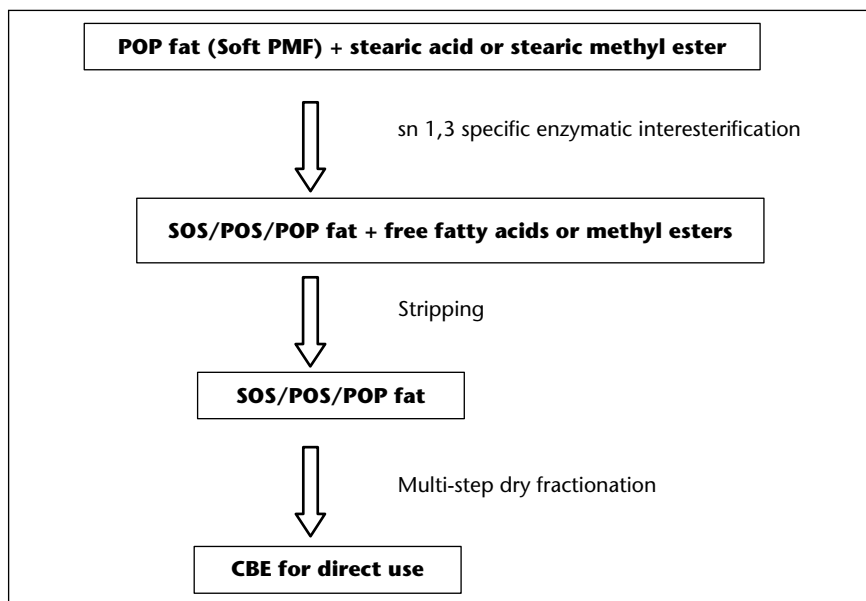 POP fat (Soft PMF) + stearic acid or stearic methyl ester
sn 1,3 specific enzymatic interesterification
SOS/POS/POP fat + free fatty acids or methyl esters
Stripping
SOS/POS/POP fat
Multi-step dry fractionation
CBE for direct use